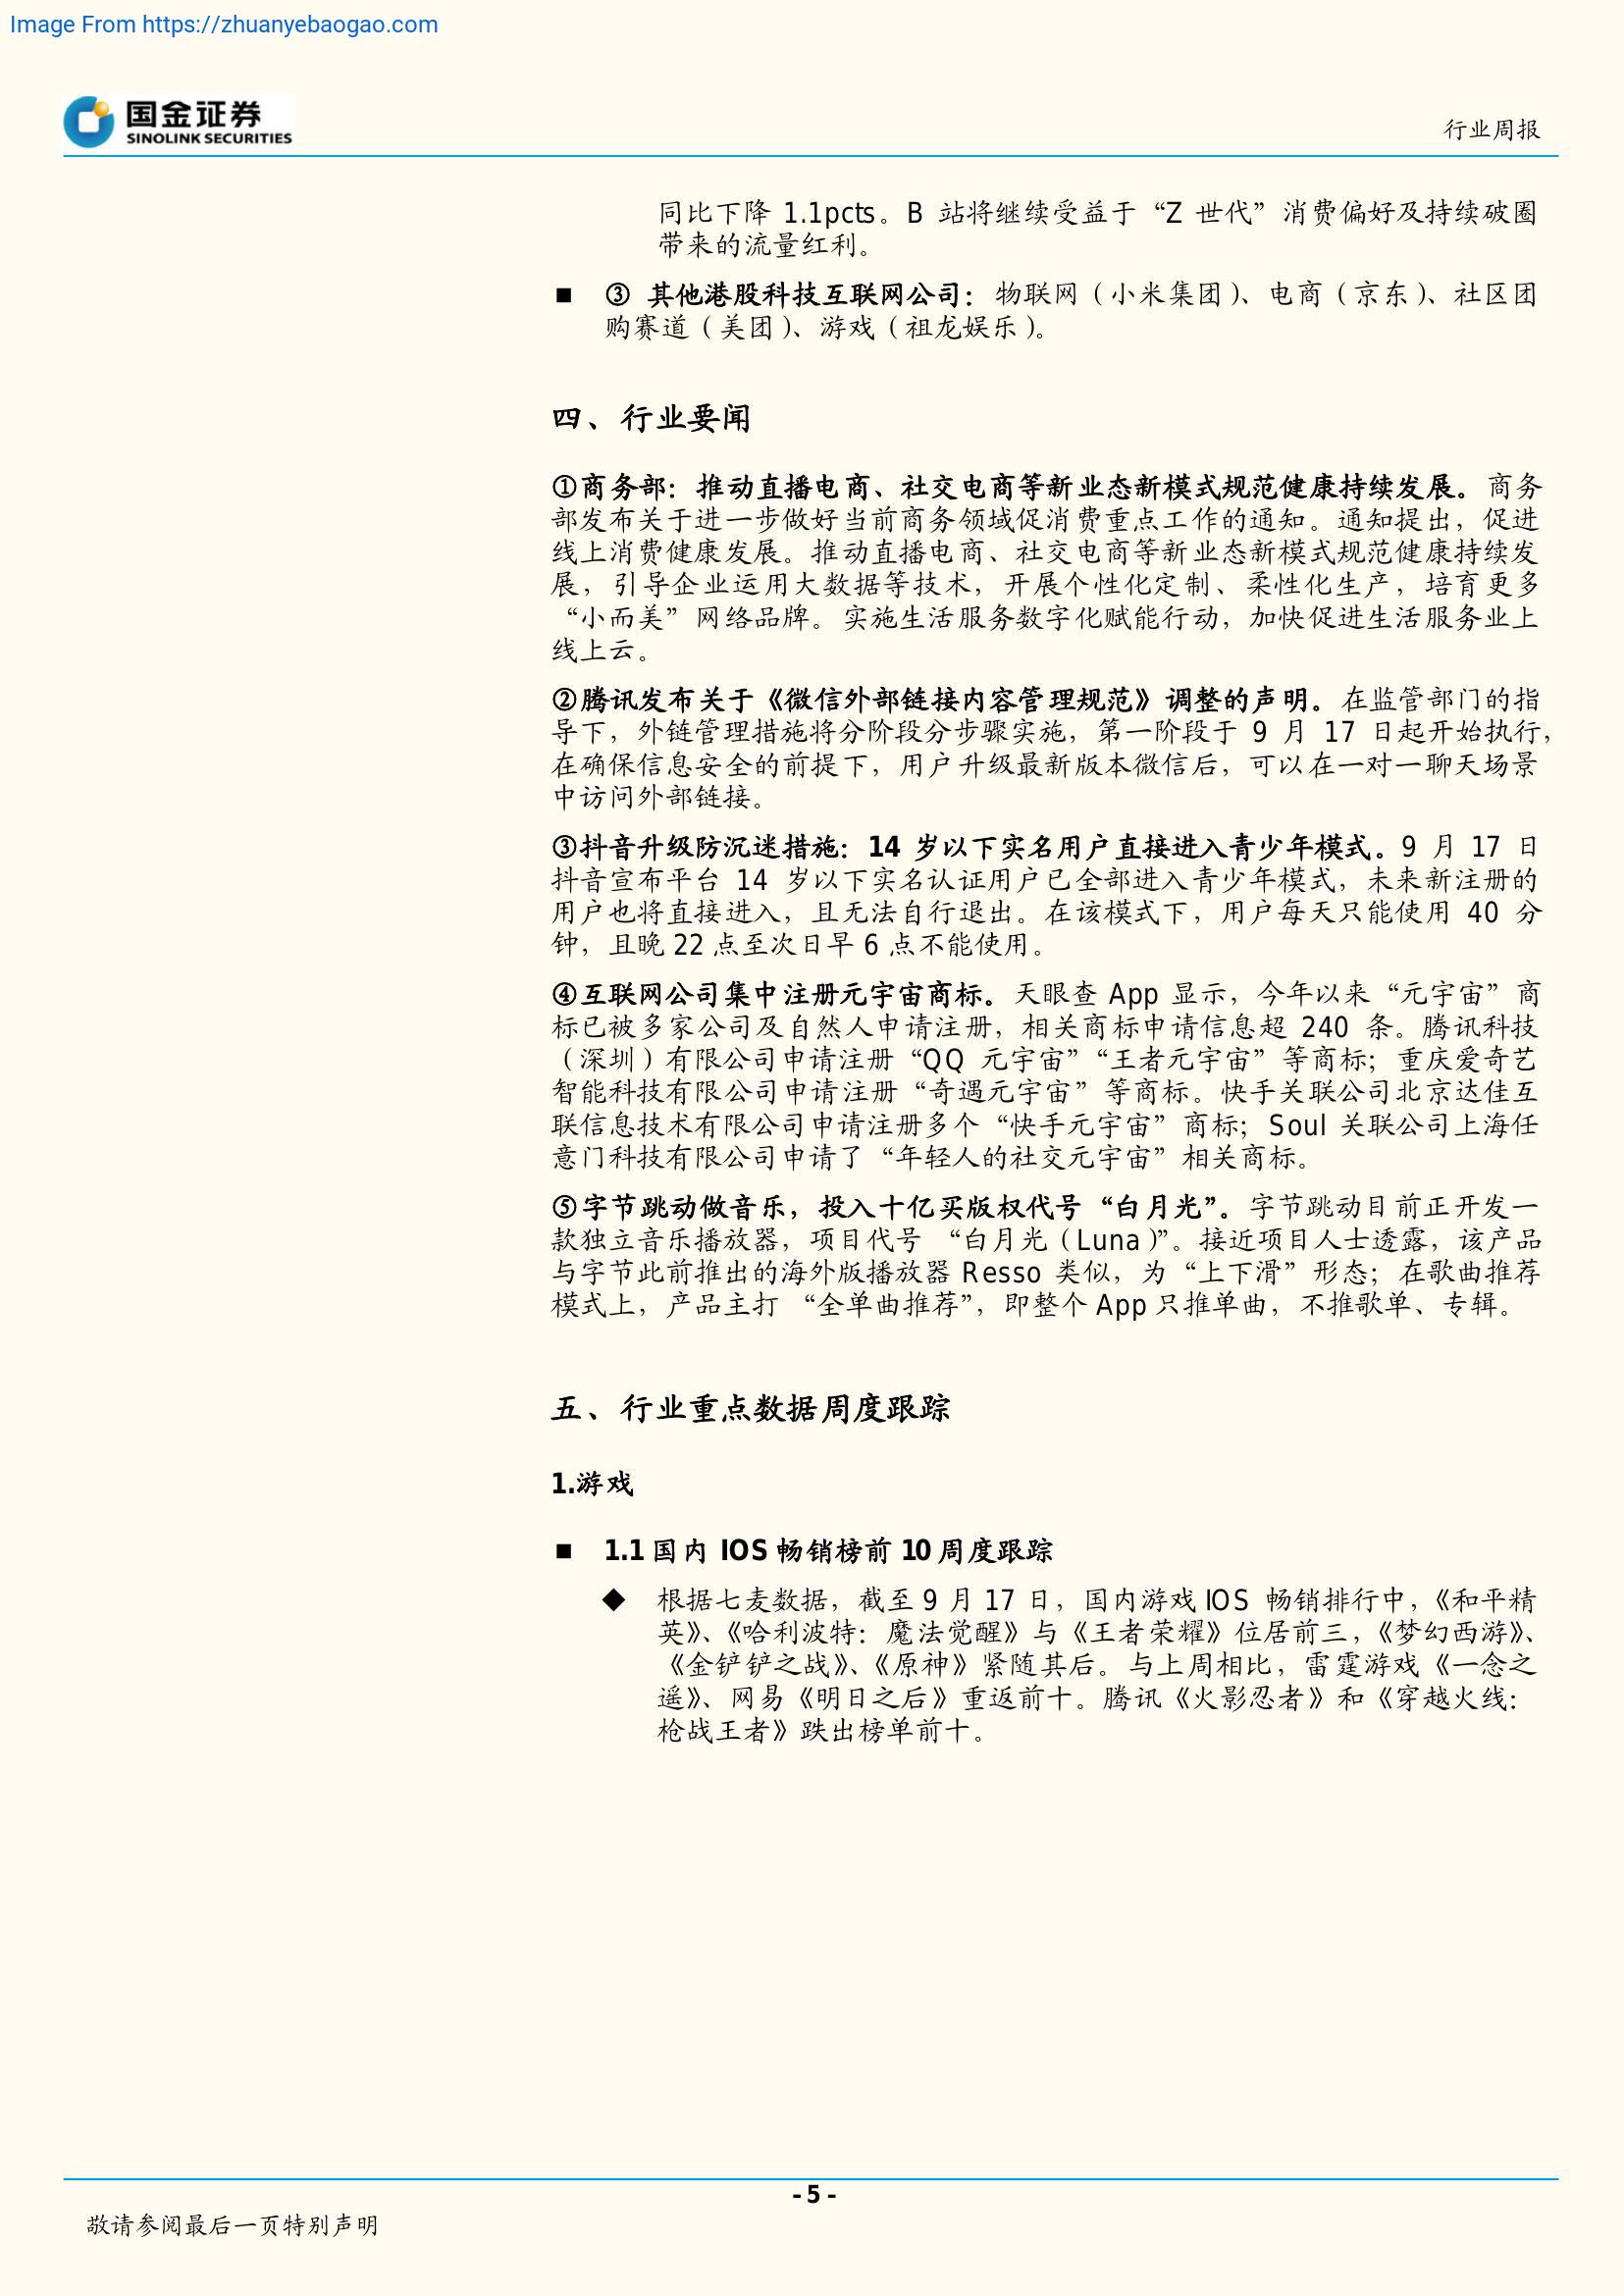 Image From https://zhuanyebaogao.com
国金证券
SINOLINK SECURITIES
行业周报
同比下降 1.1pcts。B 站将继续受益于“Z 世代”消费偏好及持续破圈
带来的流量红利。
■ ③ 其他港股科技互联网公司：物联网（小米集团）、电商（京东）、社区团
购赛道（美团）、游戏（祖龙娱乐）。
四、行业要闻
①商务部：推动直播电商、社交电商等新业态新模式规范健康持续发展。商务
部发布关于进一步做好当前商务领域促消费重点工作的通知。通知提出，促进
线上消费健康发展。推动直播电商、社交电商等新业态新模式规范健康持续发
展，引导企业运用大数据等技术，开展个性化定制、柔性化生产，培育更多
“小而美”网络品牌。实施生活服务数字化赋能行动，加快促进生活服务业上
线上云。
②腾讯发布关于《微信外部链接内容管理规范》调整的声明。在监管部门的指
导下，外链管理措施将分阶段分步骤实施，第一阶段于 9 月 17 日起开始执行，
在确保信息安全的前提下，用户升级最新版本微信后，可以在一对一聊天场景
中访问外部链接。
③抖音升级防沉迷措施：14 岁以下实名用户直接进入青少年模式。9 月 17 日
抖音宣布平台 14 岁以下实名认证用户已全部进入青少年模式，未来新注册的
用户也将直接进入，且无法自行退出。在该模式下，用户每天只能使用 40 分
钟，且晚 22 点至次日早 6 点不能使用。
④互联网公司集中注册元宇宙商标。天眼查 App 显示，今年以来“元宇宙”商
标已被多家公司及自然人申请注册，相关商标申请信息超 240 条。腾讯科技
（深圳）有限公司申请注册“QQ 元宇宙”“王者元宇宙”等商标；重庆爱奇艺
智能科技有限公司申请注册“奇遇元宇宙”等商标。快手关联公司北京达佳互
联信息技术有限公司申请注册多个“快手元宇宙”商标；Soul 关联公司上海任
意门科技有限公司申请了“年轻人的社交元宇宙”相关商标。
⑤字节跳动做音乐，投入十亿买版权代号“白月光”。字节跳动目前正开发一
款独立音乐播放器，项目代号 “白月光（Luna）”。接近项目人士透露，该产品
与字节此前推出的海外版播放器 Resso 类似，为“上下滑”形态；在歌曲推荐
模式上，产品主打 “全单曲推荐”，即整个 App 只推单曲，不推歌单、专辑。
五、行业重点数据周度跟踪
1.游戏
■ 1.1 国内 IOS 畅销榜前 10 周度跟踪
◆ 根据七麦数据，截至 9 月 17 日，国内游戏 IOS 畅销排行中，《和平精
英》、《哈利波特：魔法觉醒》与《王者荣耀》位居前三，《梦幻西游》、
《金铲铲之战》、《原神》紧随其后。与上周相比，雷霆游戏《一念逍
遥》、网易《明日之后》重返前十。腾讯《火影忍者》和《穿越火线：
枪战王者》跌出榜单前十。
- 5 -
敬请参阅最后一页特别声明